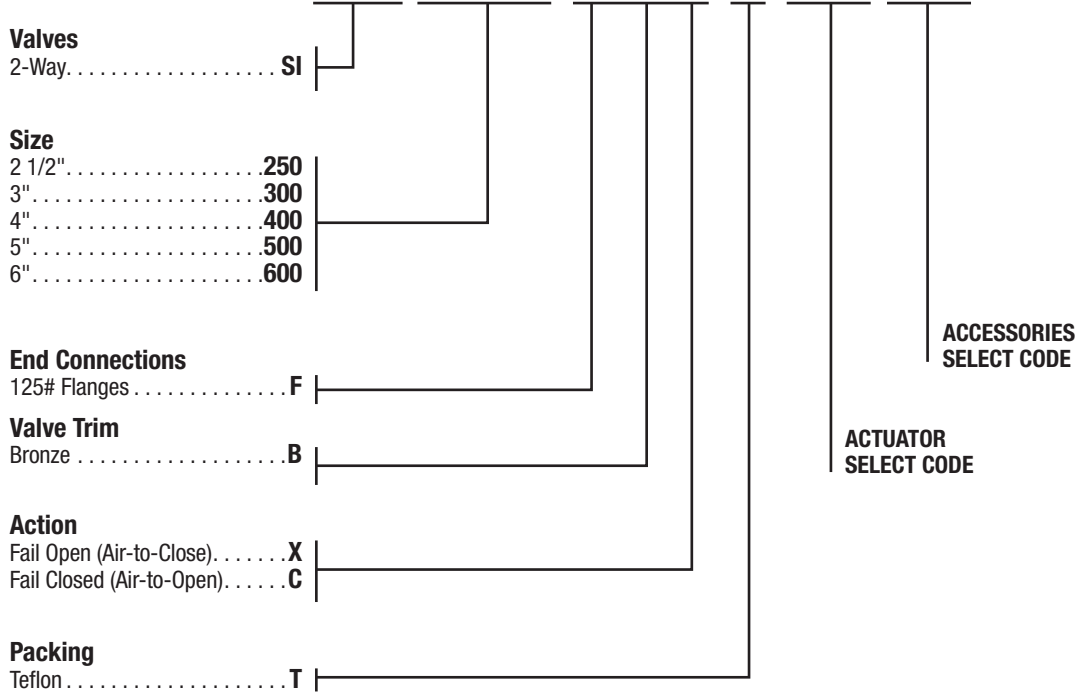 Valves
2-Way. . . . . . . . . . . . . . . . . . . SI
Size
2 1/2". . . . . . . . . . . . . . . . . .250
3". . . . . . . . . . . . . . . . . . . . .300
4". . . . . . . . . . . . . . . . . . . . .400
5". . . . . . . . . . . . . . . . . . . . .500
6". . . . . . . . . . . . . . . . . . . . .600
End Connections
125# Flanges . . . . . . . . . . . . . F
Valve Trim
Bronze . . . . . . . . . . . . . . . . . . .B
Action
Fail Open (Air-to-Close). . . . . . .X
Fail Closed (Air-to-Open). . . . . . C
Packing
Teflon . . . . . . . . . . . . . . . . . . . . T
ACTUATOR
SELECT CODE
ACCESSORIES
SELECT CODE